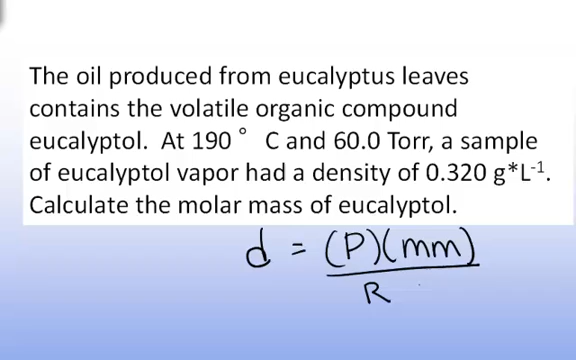 The oil produced from eucalyptus leaves
contains the volatile organic compound
eucalyptol. At 190 ° C and 60.0 Torr, a sample
of eucalyptol vapor had a density of 0.320 g*L⁻¹.
Calculate the molar mass of eucalyptol.
d = (P)(mm)
R